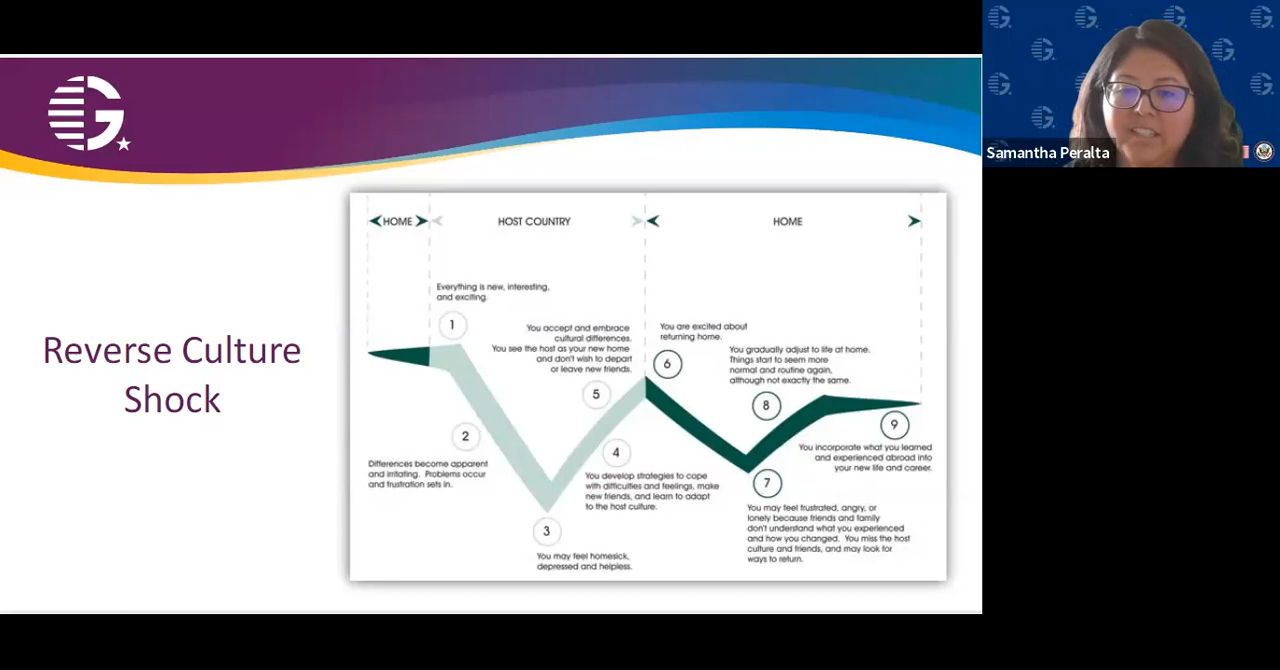 Samantha Peralta
Reverse Culture
Shock
HOME
HOST COUNTRY
HOME
Everything is new, interesting,
and exciting.
1
2
Differences become apparent
and irritating. Problems occur
and frustration sets in.
3
You may feel homesick,
depressed and helpless.
4
You develop strategies to cope
with difficulties and feelings, make
new friends, and learn to adapt
to the host culture.
You accept and embrace
cultural differences.
You see the host as your new home
and don't wish to depart
or leave new friends.
5
You are excited about
returning home.
6
7
You may feel frustrated, angry, or
lonely because friends and family
don't understand what you experienced
and how you changed. You miss the host
culture and friends, and may look for
ways to return.
You gradually adjust to life at home.
Things start to seem more
normal and routine again,
although not exactly the same.
8
9
You incorporate what you learned
and experienced abroad into
your new life and career.